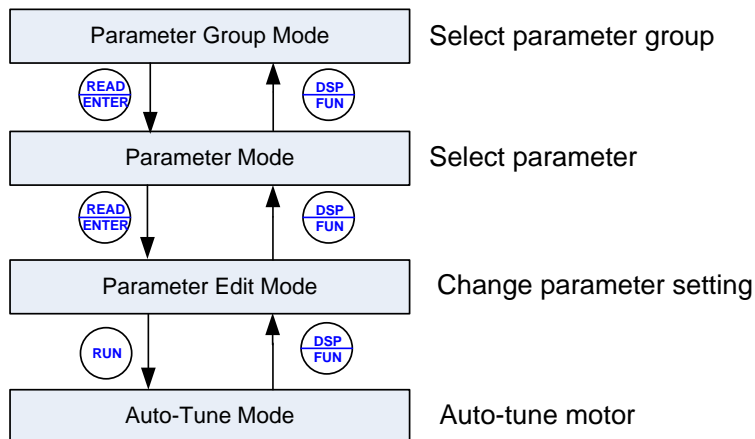 Parameter Group Mode
Select parameter group
READ
ENTER
DSP
FUN
Parameter Mode
Select parameter
READ
ENTER
DSP
FUN
Parameter Edit Mode
Change parameter setting
RUN
DSP
FUN
Auto-Tune Mode
Auto-tune motor